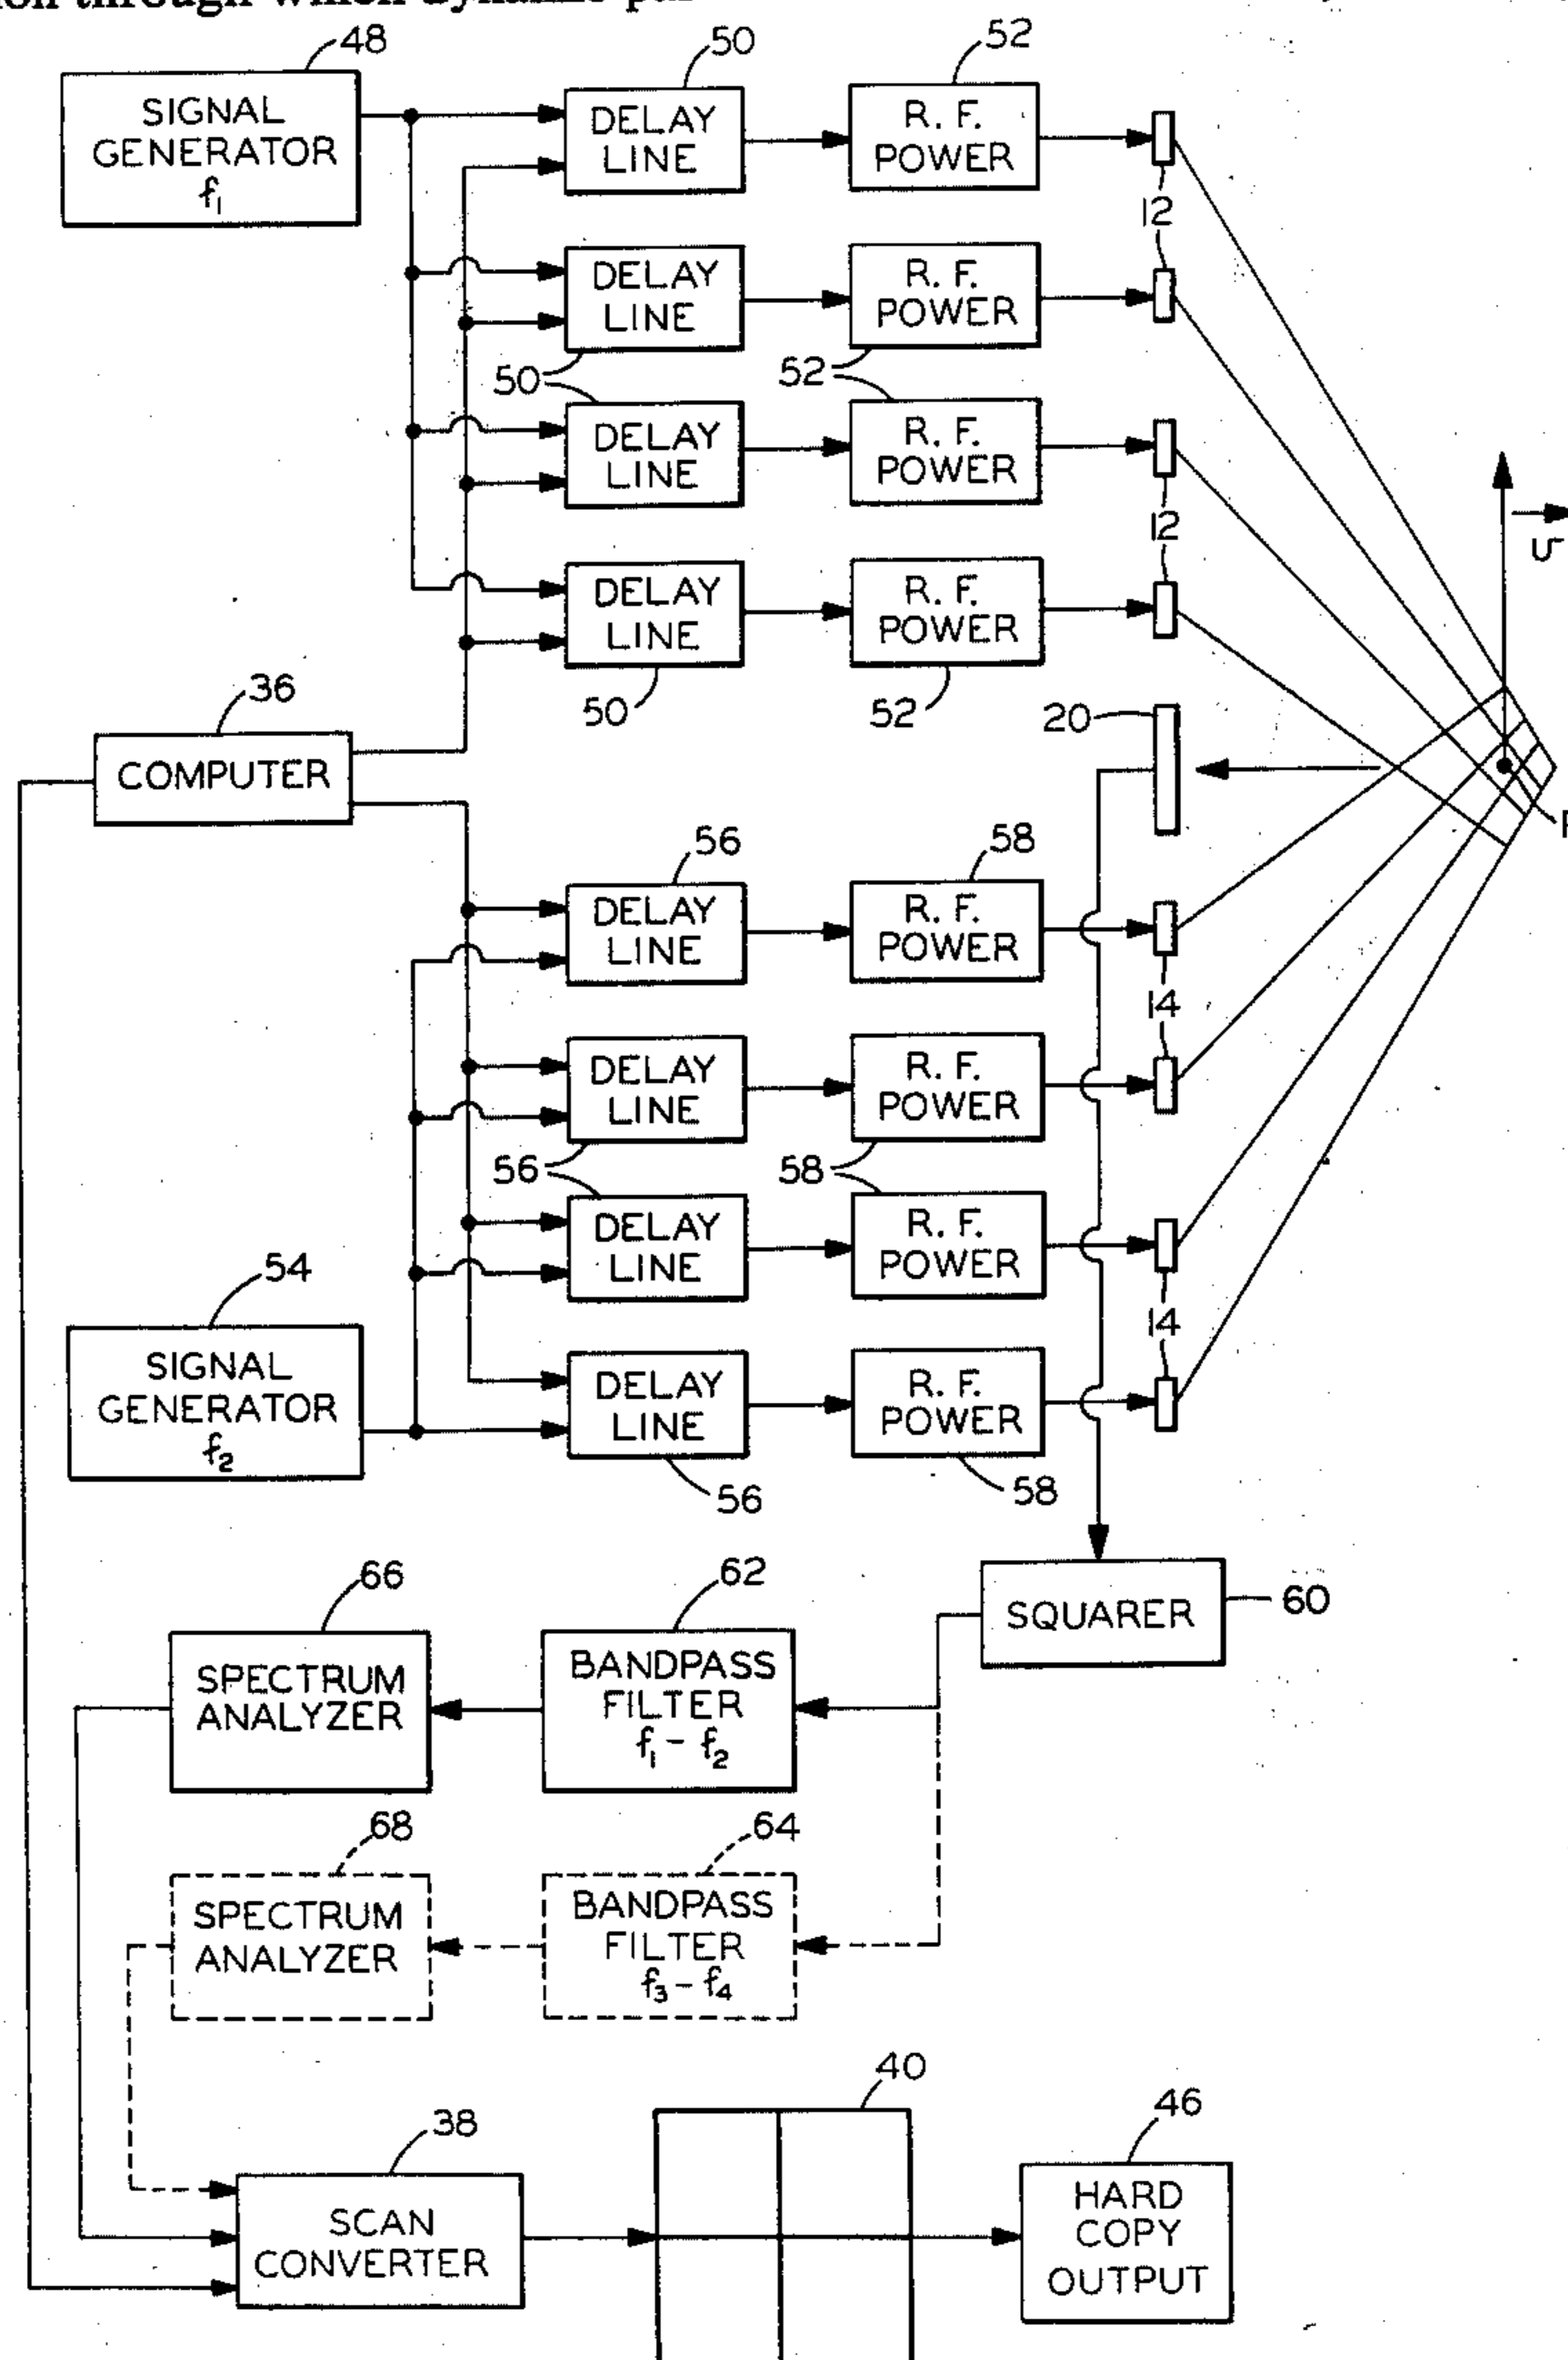 through which dynamic
48
50
52
SIGNAL
GENERATOR
f₁
DELAY
LINE
R. F.
POWER
12
DELAY
LINE
R. F.
POWER
50
52
DELAY
LINE
R. F.
POWER
12
υ
DELAY
LINE
R. F.
POWER
50
52
36
COMPUTER
20
P
56
58
DELAY
LINE
R. F.
POWER
14
DELAY
LINE
R. F.
POWER
56
58
DELAY
LINE
R. F.
POWER
14
54
SIGNAL
GENERATOR
f₂
DELAY
LINE
R. F.
POWER
56
58
SQUARER
60
66
62
SPECTRUM
ANALYZER
BANDPASS
FILTER
f₁ - f₂
68
64
SPECTRUM
ANALYZER
BANDPASS
FILTER
f₃ - f₄
38
40
46
SCAN
CONVERTER
HARD
COPY
OUTPUT